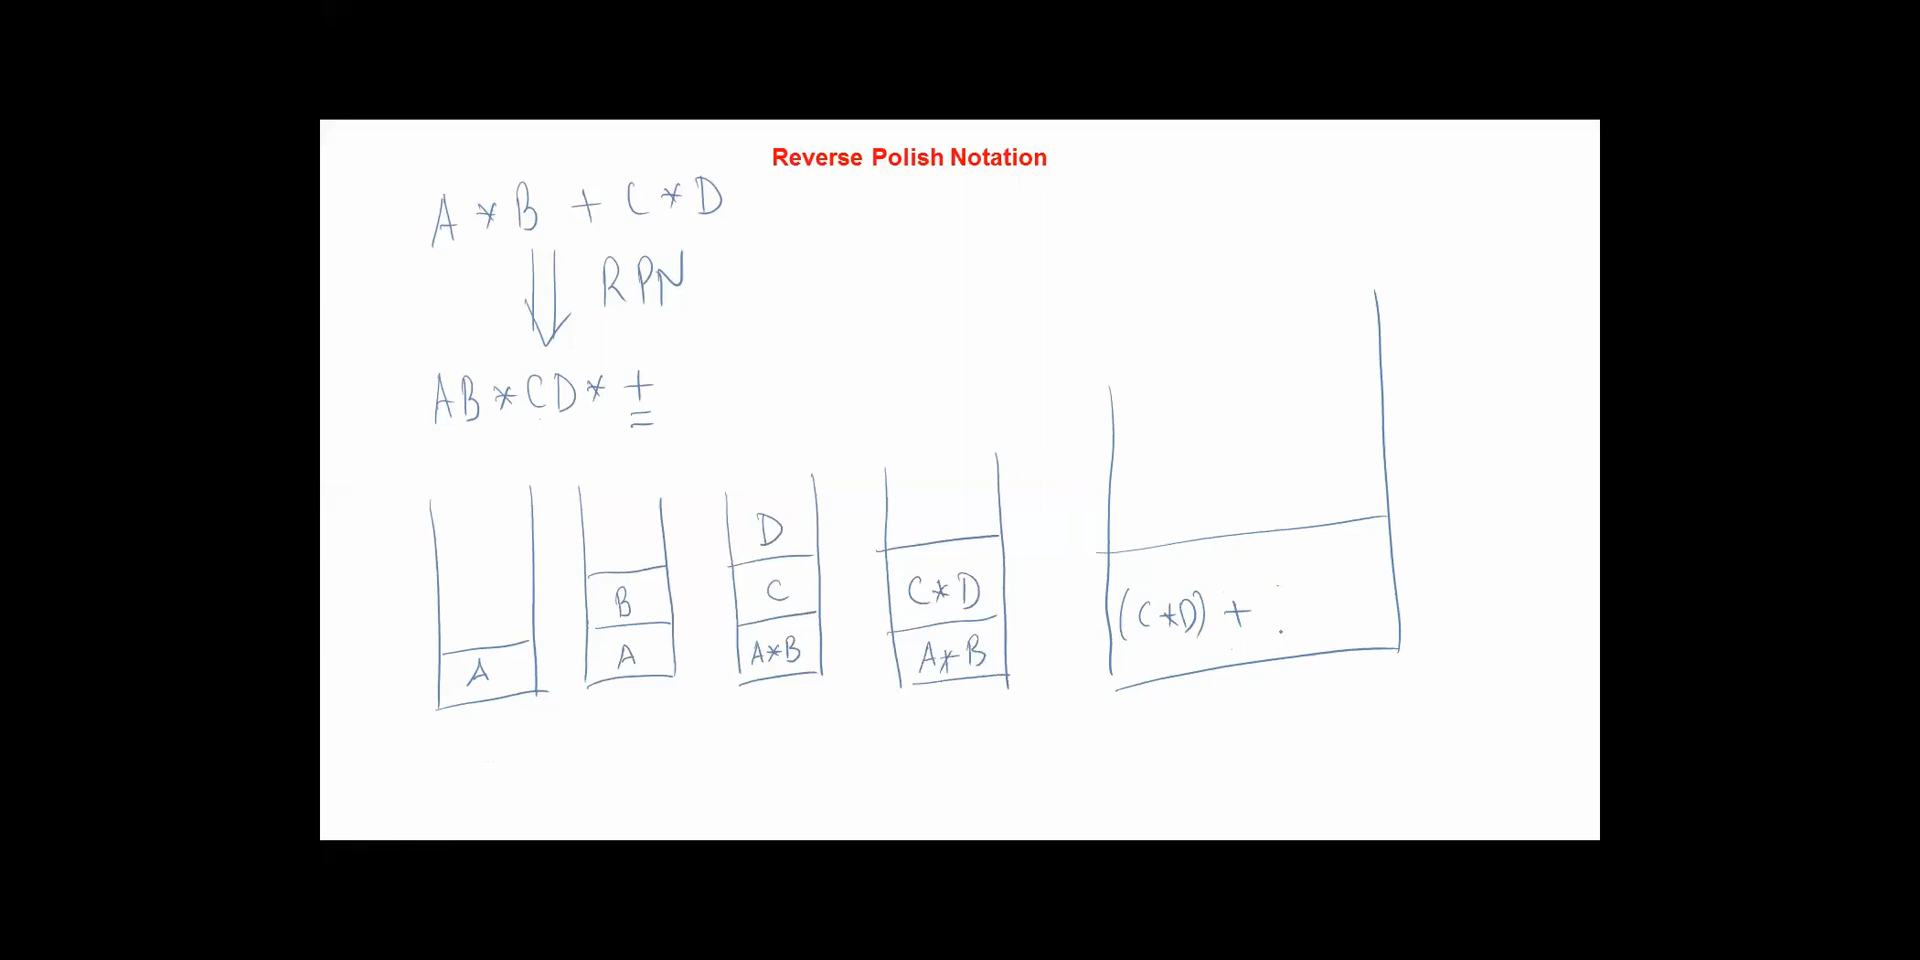 Reverse Polish Notation
A * B + C * D
RPN
AB*CD*+
A
B
A
D
C
A*B
C*D
A*B
(C*D) +